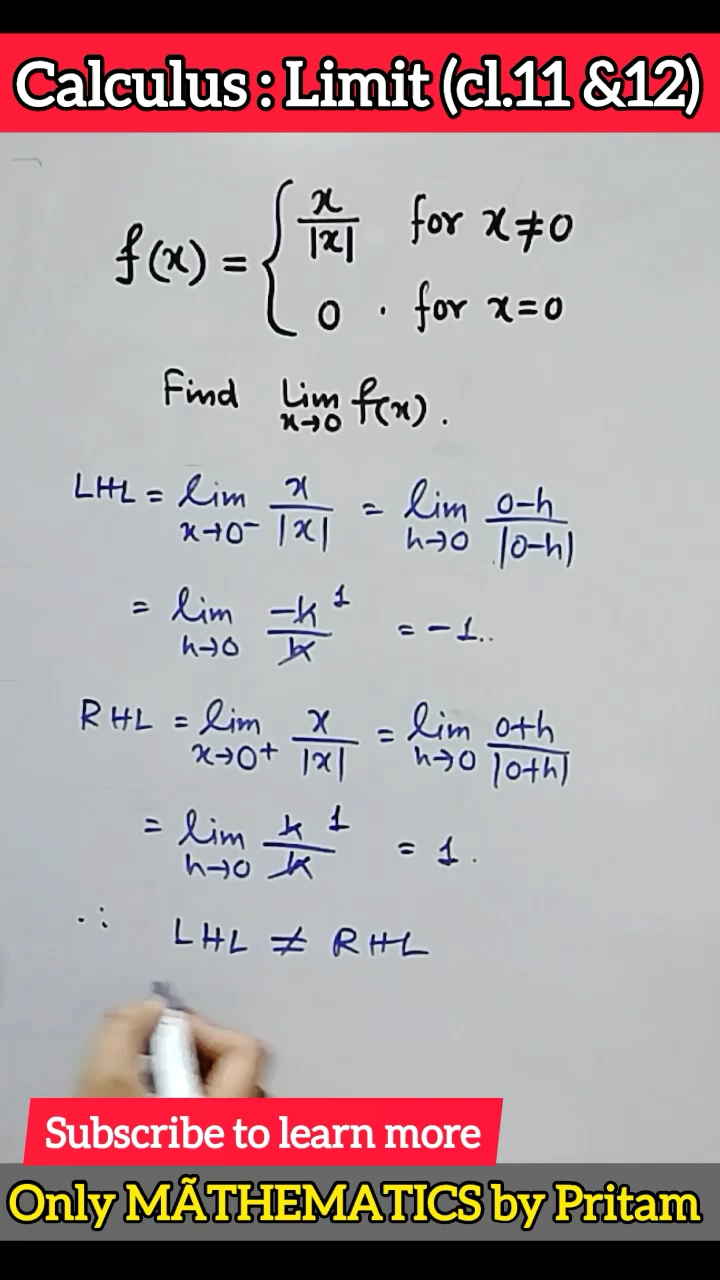 Calculus : Limit (cl.11 &12)
f(x) = { x/|x| for x≠0
0 . for x=0
Find Lim x→0 f(x).
LHL = lim x→0⁻ x/|x| = lim h→0 0-h/|0-h|
= lim h→0 -h/h 1 = -1..
RHL = lim x→0+ x/|x| = lim h→0 0+h/|0+h|
= lim h→0 h/h 1 = 1.
∴ LHL ≠ RHL
Subscribe to learn more
Only MÃTHEMATICS by Pritam